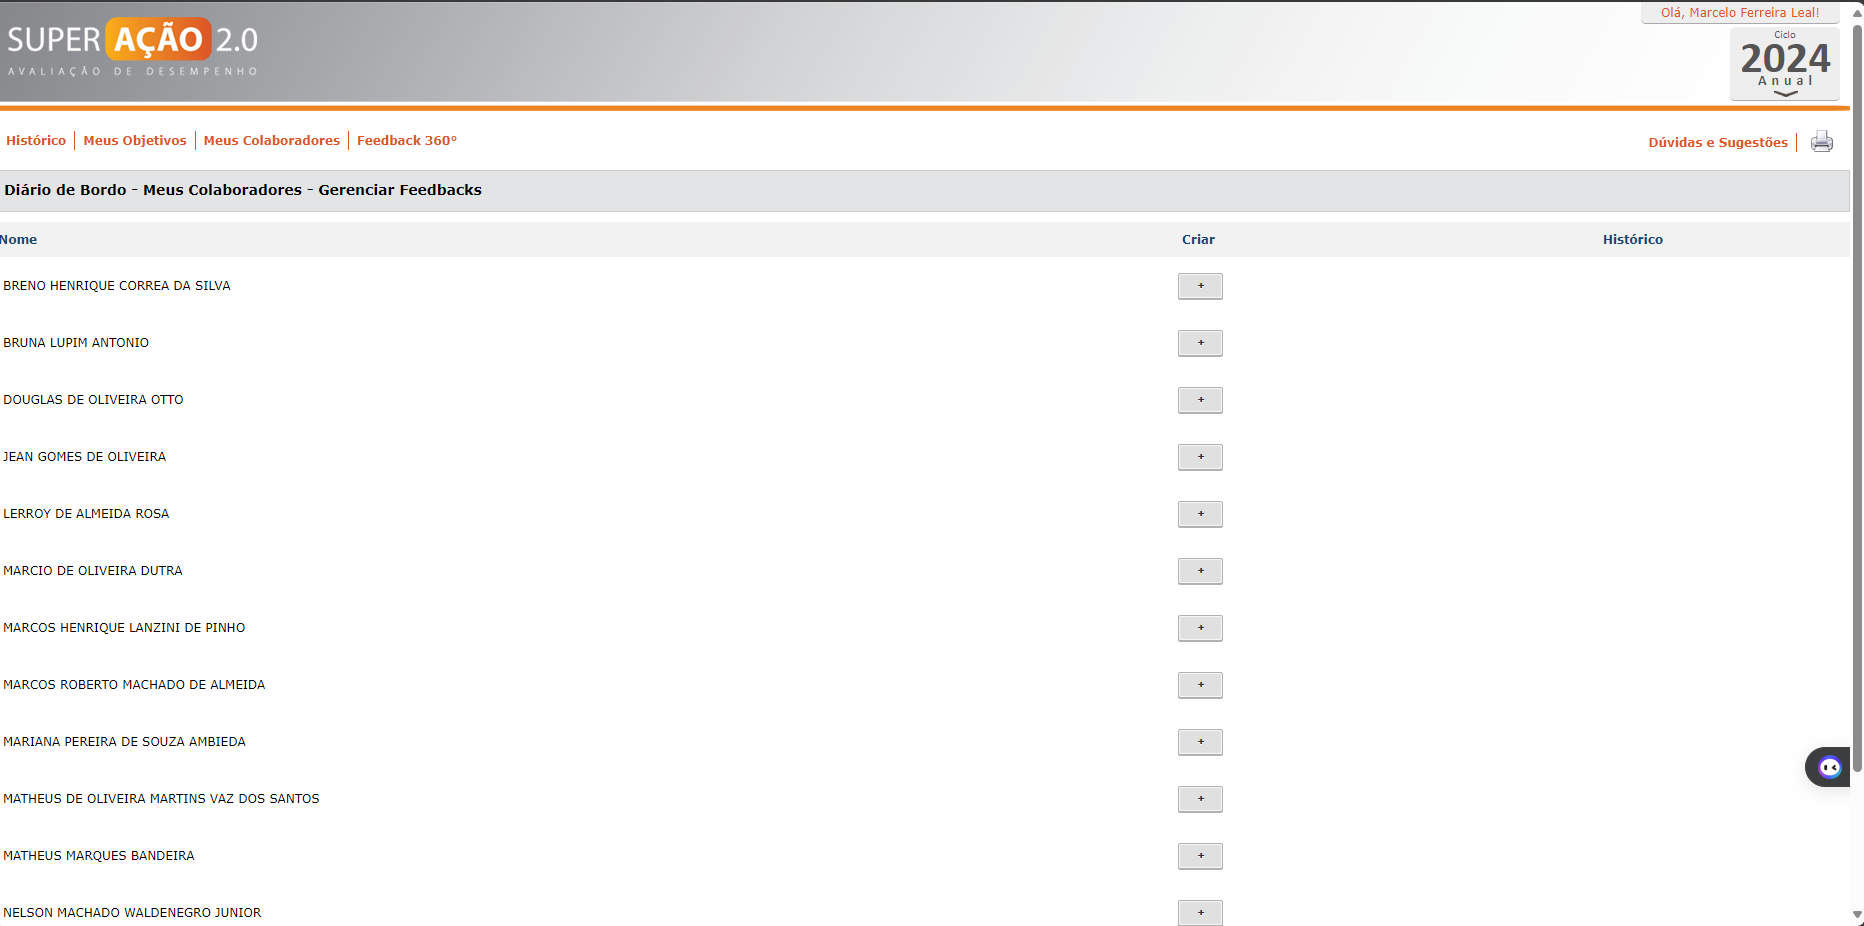 Olá, Marcelo Ferreira Leal!
SUPER AÇÃO 2.0
AVALIAÇÃO DE DESEMPENHO
Ciclo
2024
Anual
Histórico
Meus Objetivos
Meus Colaboradores
Feedback 360°
Dúvidas e Sugestões
Diário de Bordo - Meus Colaboradores - Gerenciar Feedbacks
Nome Criar Histórico
BRENO HENRIQUE CORREA DA SILVA +
BRUNA LUPIM ANTONIO +
DOUGLAS DE OLIVEIRA OTTO +
JEAN GOMES DE OLIVEIRA +
LERROY DE ALMEIDA ROSA +
MARCIO DE OLIVEIRA DUTRA +
MARCOS HENRIQUE LANZINI DE PINHO +
MARCOS ROBERTO MACHADO DE ALMEIDA +
MARIANA PEREIRA DE SOUZA AMBIEDA +
MATHEUS DE OLIVEIRA MARTINS VAZ DOS SANTOS +
MATHEUS MARQUES BANDEIRA +
NELSON MACHADO WALDENEGRO JUNIOR +